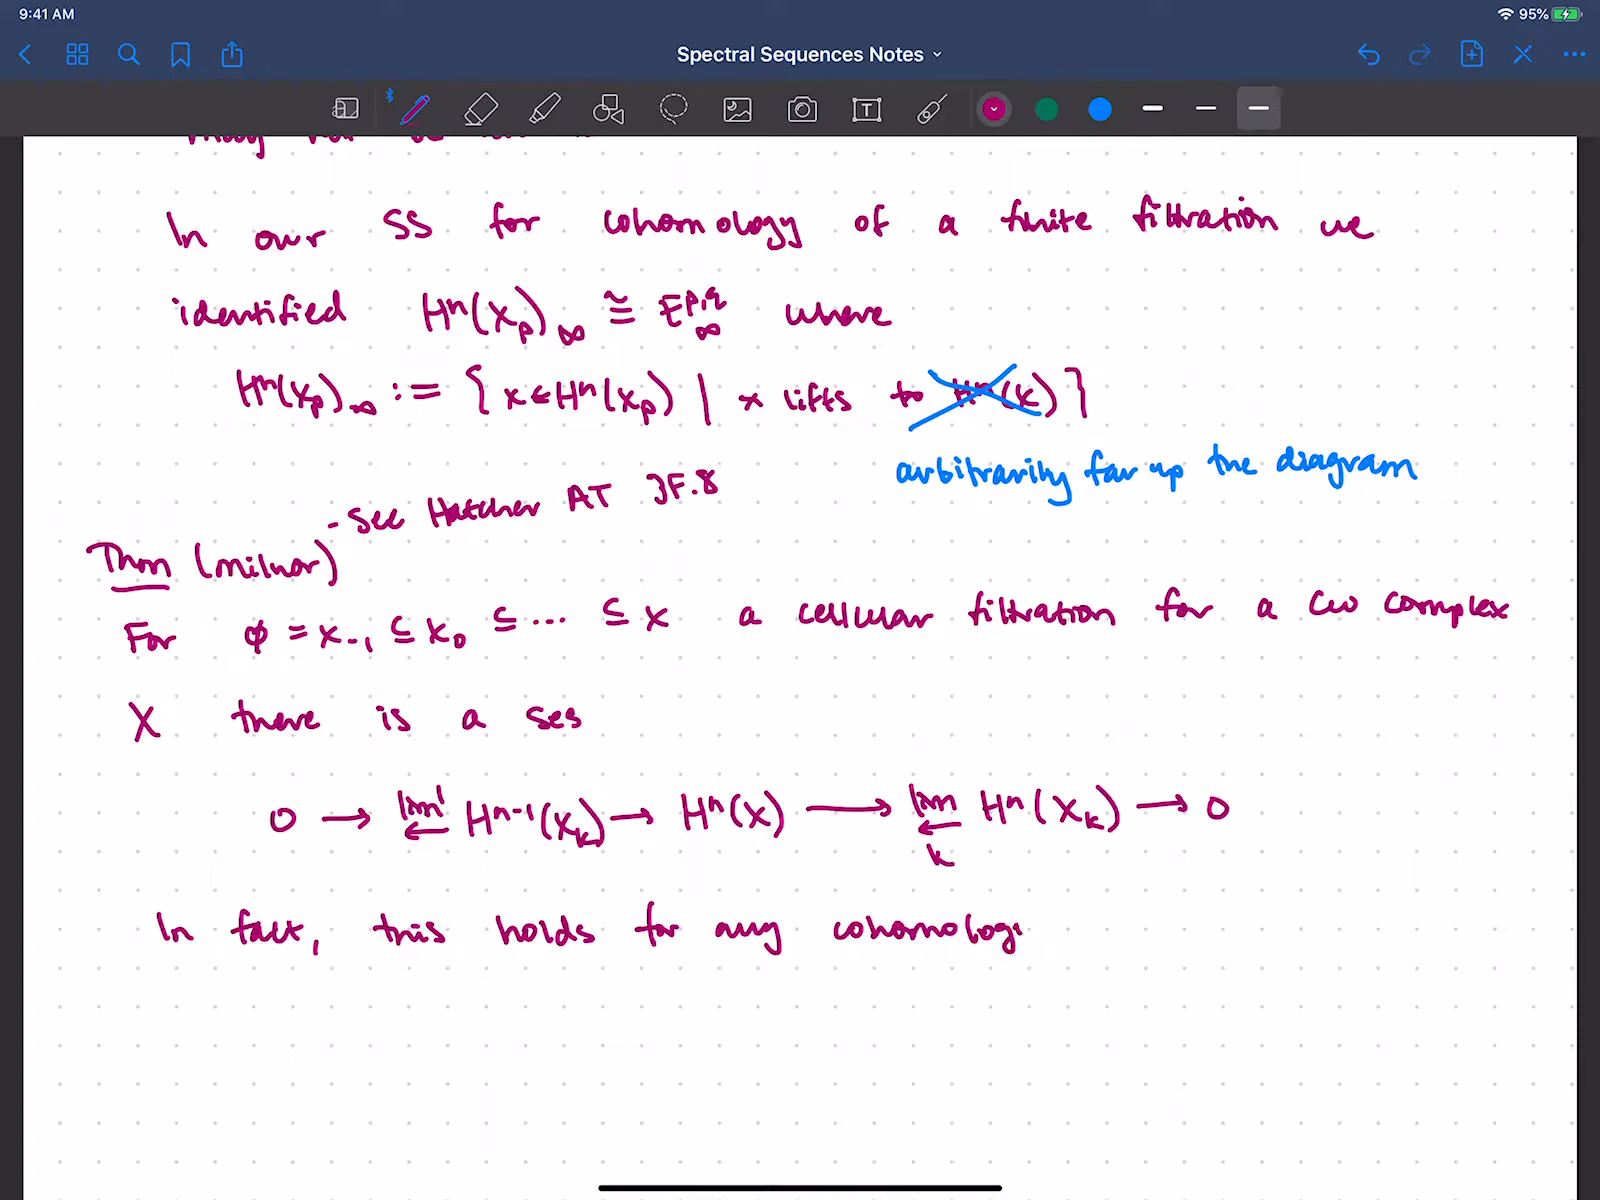 9:41 AM
95%
Spectral Sequences Notes
In our SS for cohomology of a finite filtration we
identified Hⁿ(Xₚ)_∞ ≅ E^{p,q}_∞ where
Hⁿ(Xₚ)_∞ := { x ∈ Hⁿ(Xₚ) | x lifts to Hⁿ(X) }
arbitrarily far up the diagram
- See Hatcher AT 3F.8
Thm (Milnor)
For ∅ = X₋₁ ⊆ X₀ ⊆ ... ⊆ X a cellular filtration for a CW complex
X there is a ses
0 → lim¹ Hⁿ⁻¹(X_k) → Hⁿ(X) → lim Hⁿ(X_k) → 0
k
In fact, this holds for any cohomolog